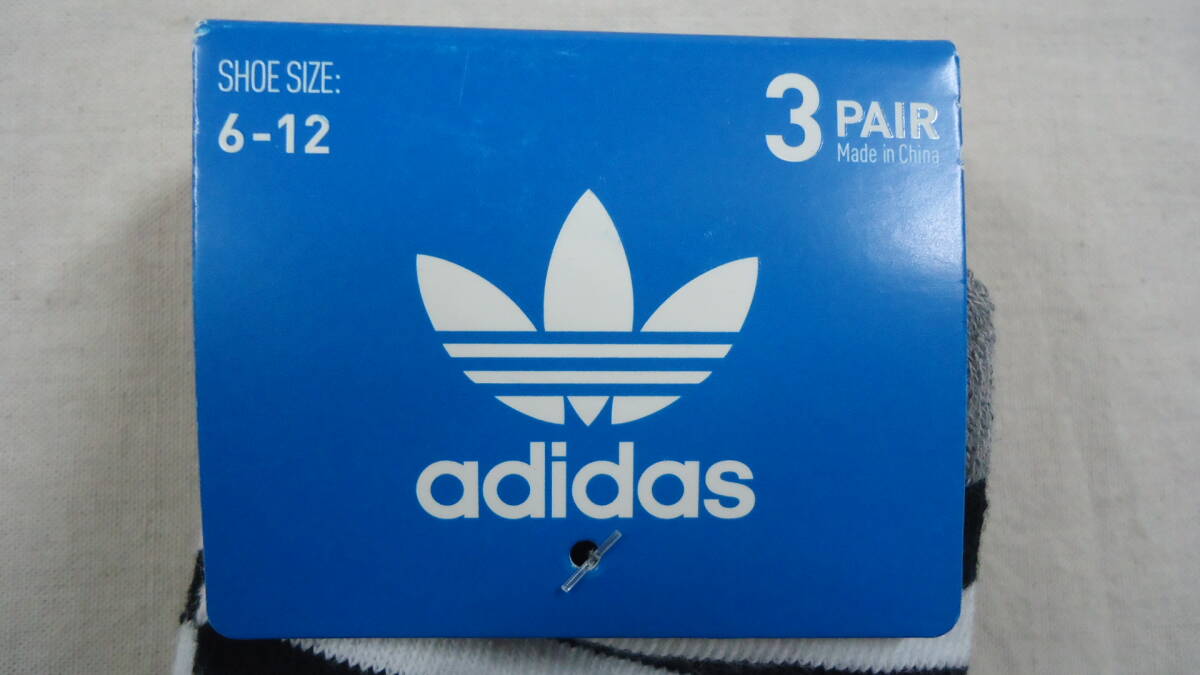 SHOE SIZE:
6-12
3 PAIR
Made in China
adidas